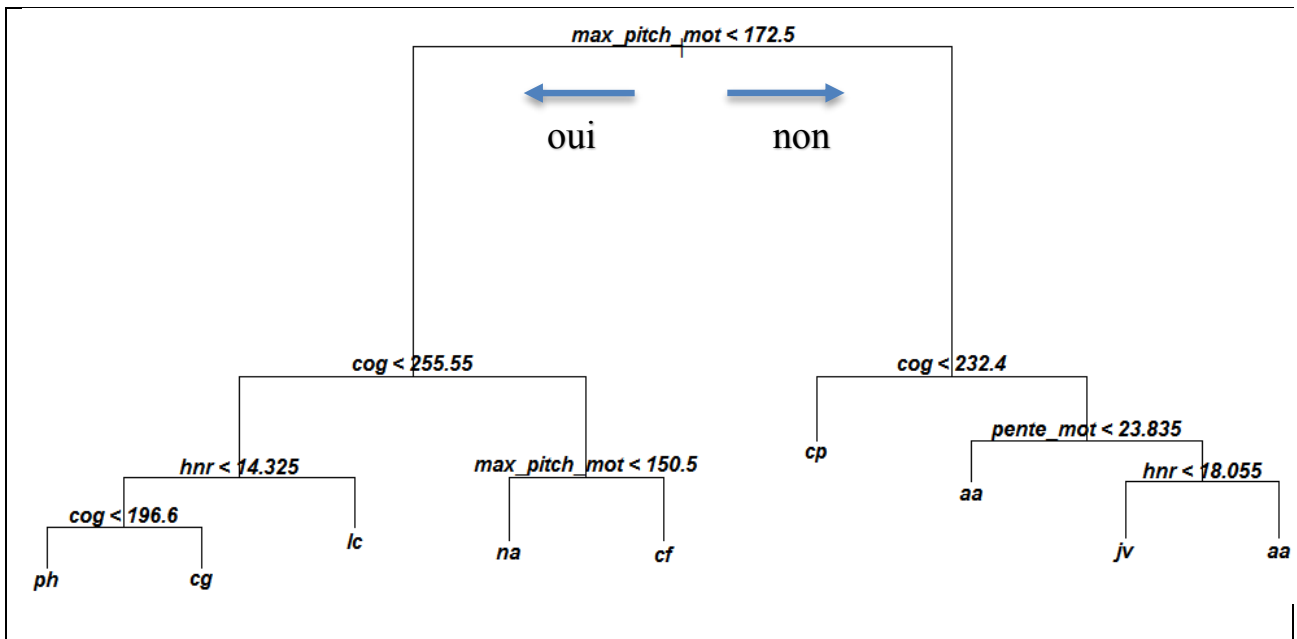 max_pitch_mot < 172.5
oui non
cog < 255.55 cog < 232.4
pente_mot < 23.835
cp
hnr < 14.325 max_pitch_mot < 150.5 hnr < 18.055
aa
cog < 196.6
lc na cf jv aa
ph cg